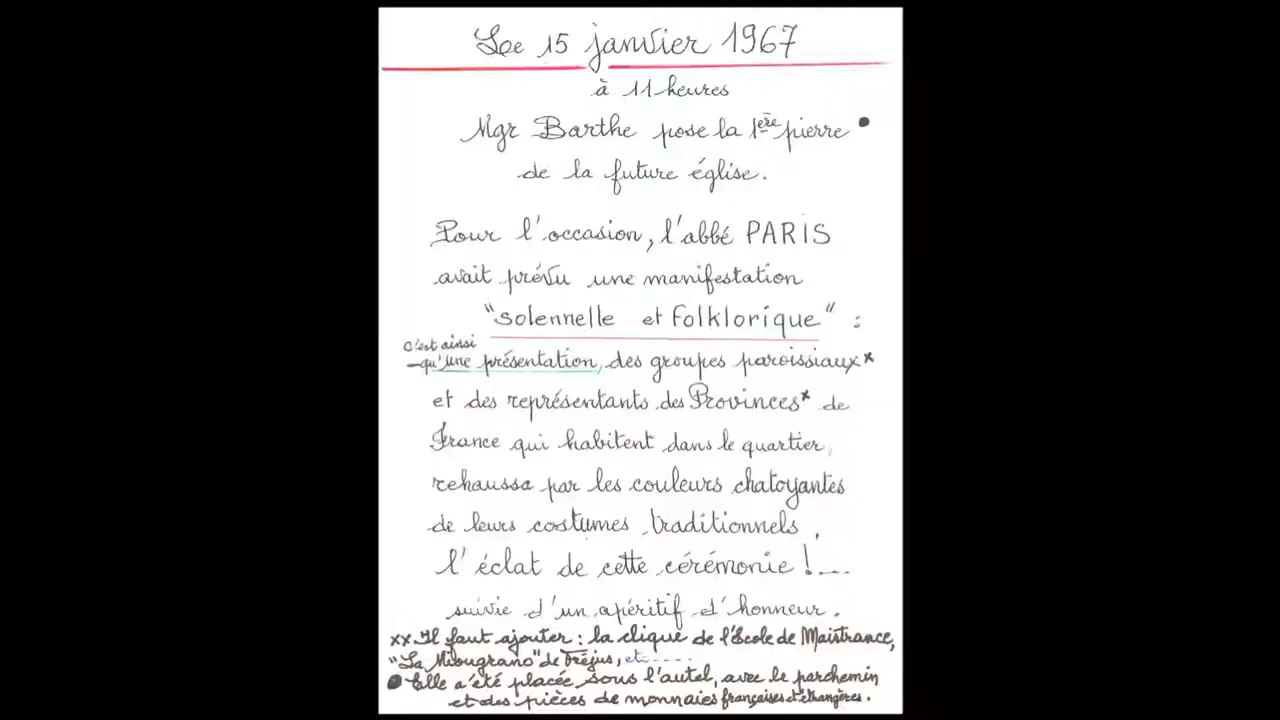 Le 15 janvier 1967
à 11 heures
Mgr Barthe pose la 1ère pierre •
de la future église.
Pour l'occasion, l'abbé PARIS
avait prévu une manifestation
"solennelle et folklorique" :
c'est ainsi
qu'une présentation, des groupes paroissiaux*
et des représentants des Provinces* de
France qui habitent dans le quartier,
rehaussa par les couleurs chatoyantes
de leurs costumes traditionnels,
l'éclat de cette cérémonie !...
suivie d'un apéritif d'honneur.
xx Il faut ajouter : la clique de l'École de Maistrance,
"La Miougrano" de Fréjus, etc.....
• Elle a été placée sous l'autel, avec le parchemin
et des pièces de monnaies françaises et étrangères.